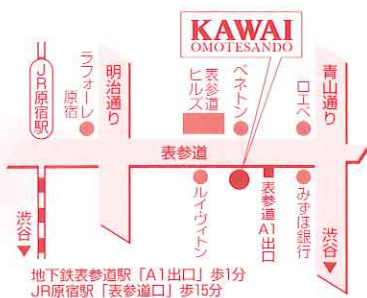 KAWAI
OMOTESANDO
JR原宿駅
ラフォーレ
原宿
明治通り
表参道
ヒルズ
ベネトン
ロエベ
青山通り
表参道
ルイヴィトン
表参道A1出口
みずほ銀行
渋谷
渋谷
地下鉄表参道駅「A1出口」歩1分
JR原宿駅「表参道口」歩15分